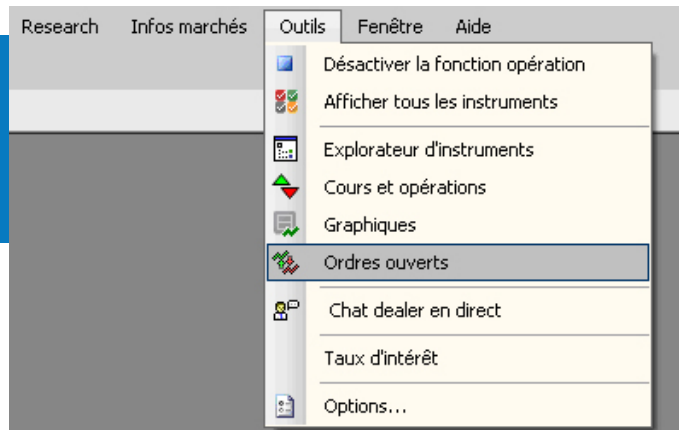 Research Infos marchés Outils Fenêtre Aide
Désactiver la fonction opération
Afficher tous les instruments
Explorateur d'instruments
Cours et opérations
Graphiques
Ordres ouverts
Chat dealer en direct
Taux d'intérêt
Options...